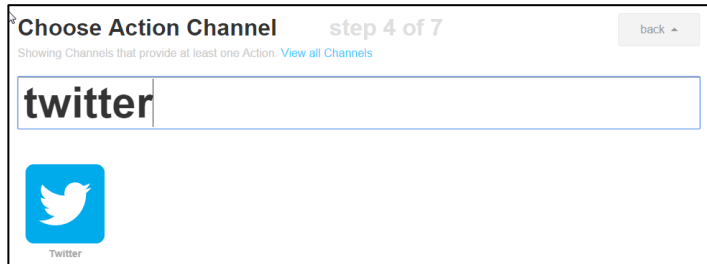 Choose Action Channel step 4 of 7 back
Showing Channels that provide at least one Action. View all Channels
twitter
Twitter